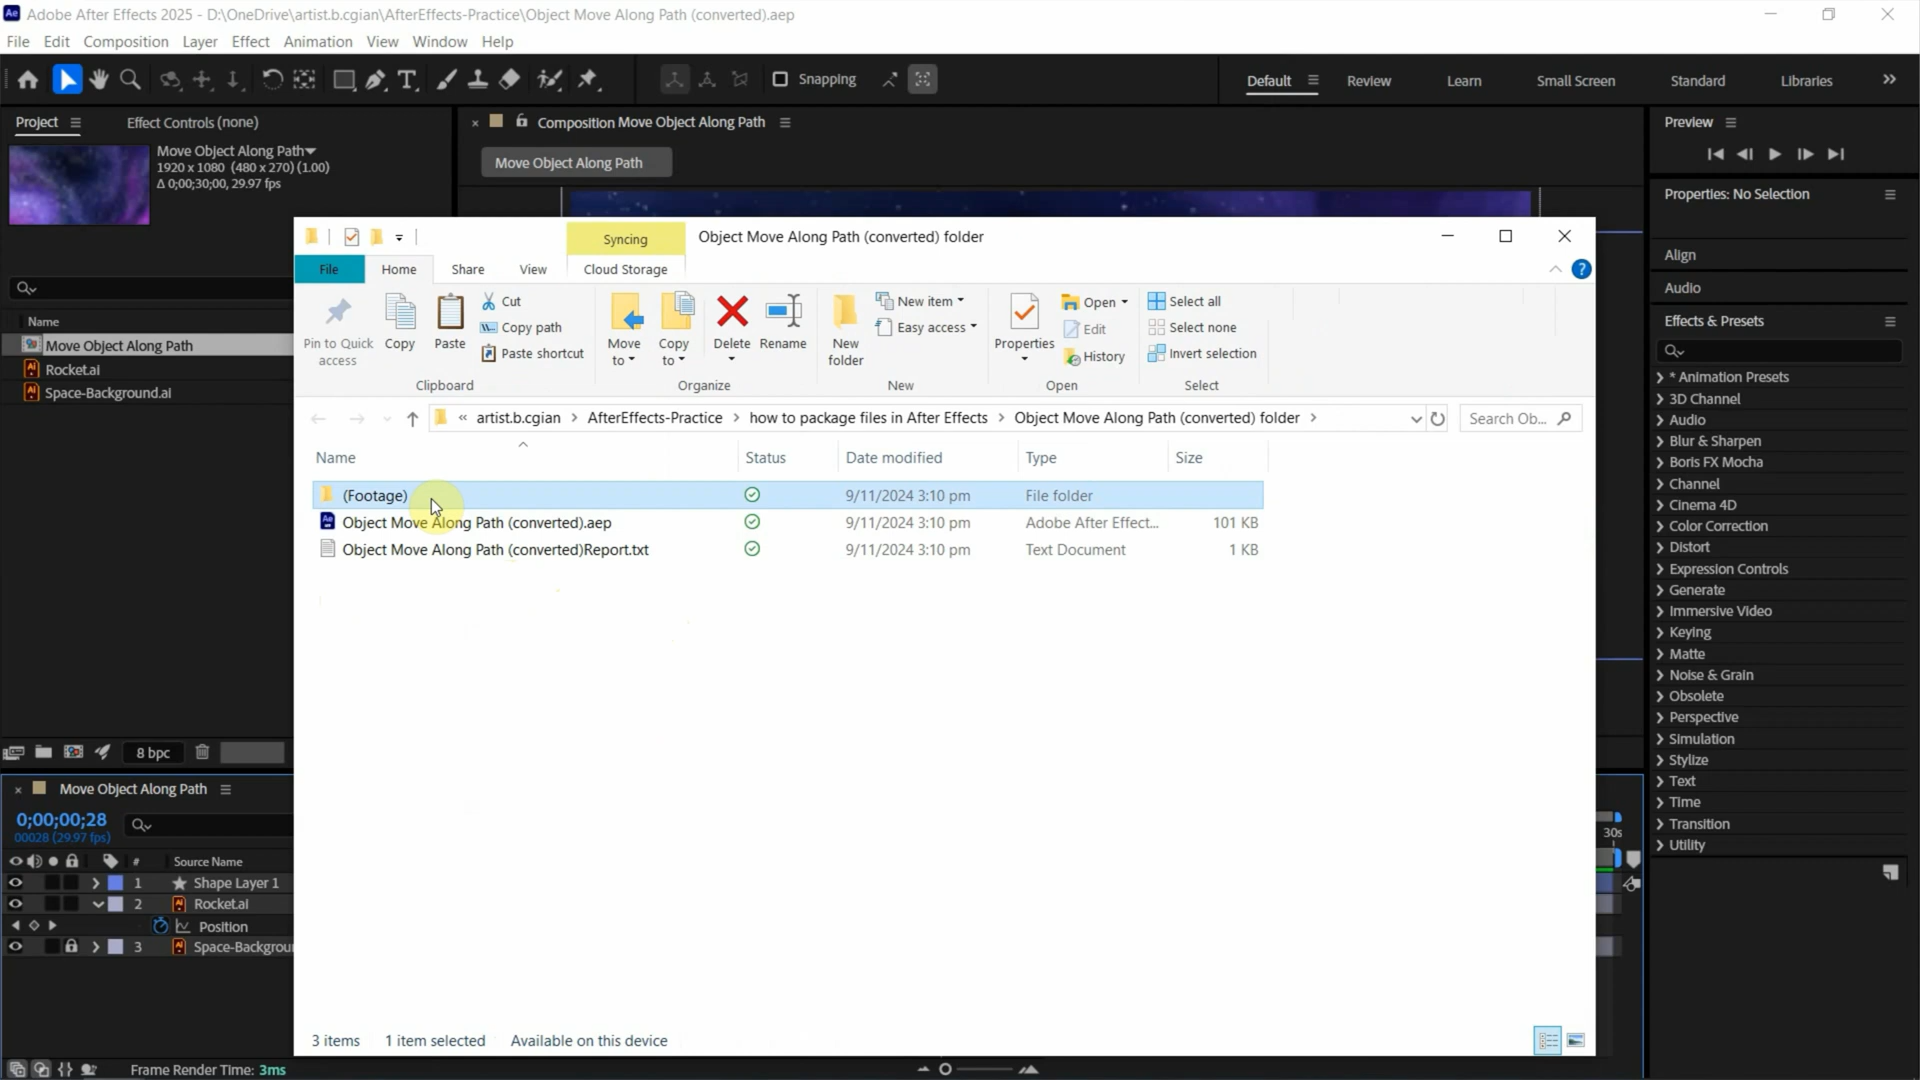 Adobe After Effects 2025 - D:\OneDrive\artist.b.cgian\AfterEffects-Practice\Object Move Along Path (converted).aep
File Edit Composition Layer Effect Animation View Window Help
Snapping
Default Review Learn Small Screen Standard Libraries
Project Effect Controls (none)
Move Object Along Path
1920 x 1080 (480 x 270) (1.00)
Δ 0;00;30;00, 29.97 fps
Name
Move Object Along Path
Rocket.ai
Space-Background.ai
8 bpc
Composition Move Object Along Path
Move Object Along Path
Syncing
Object Move Along Path (converted) folder
File Home Share View Cloud Storage
Pin to Quick access
Copy
Paste
Cut
Copy path
Paste shortcut
Clipboard
Move to
Copy to
Delete
Rename
Organize
New folder
New item
Easy access
New
Properties
Open
Edit
History
Open
Select all
Select none
Invert selection
Select
« artist.b.cgian > AfterEffects-Practice > how to package files in After Effects > Object Move Along Path (converted) folder >
Search Ob...
Name Status Date modified Type Size
(Footage) 9/11/2024 3:10 pm File folder
Object Move Along Path (converted).aep 9/11/2024 3:10 pm Adobe After Effect... 101 KB
Object Move Along Path (converted)Report.txt 9/11/2024 3:10 pm Text Document 1 KB
3 items 1 item selected Available on this device
Preview
Properties: No Selection
Align
Audio
Effects & Presets
* Animation Presets
3D Channel
Audio
Blur & Sharpen
Boris FX Mocha
Channel
Cinema 4D
Color Correction
Distort
Expression Controls
Generate
Immersive Video
Keying
Matte
Noise & Grain
Obsolete
Perspective
Simulation
Stylize
Text
Time
Transition
Utility
Move Object Along Path
0;00;00;28
00028 (29.97 fps)
# Source Name
1 Shape Layer 1
2 Rocket.ai
Position
3 Space-Backgroun
30s
Frame Render Time: 3ms